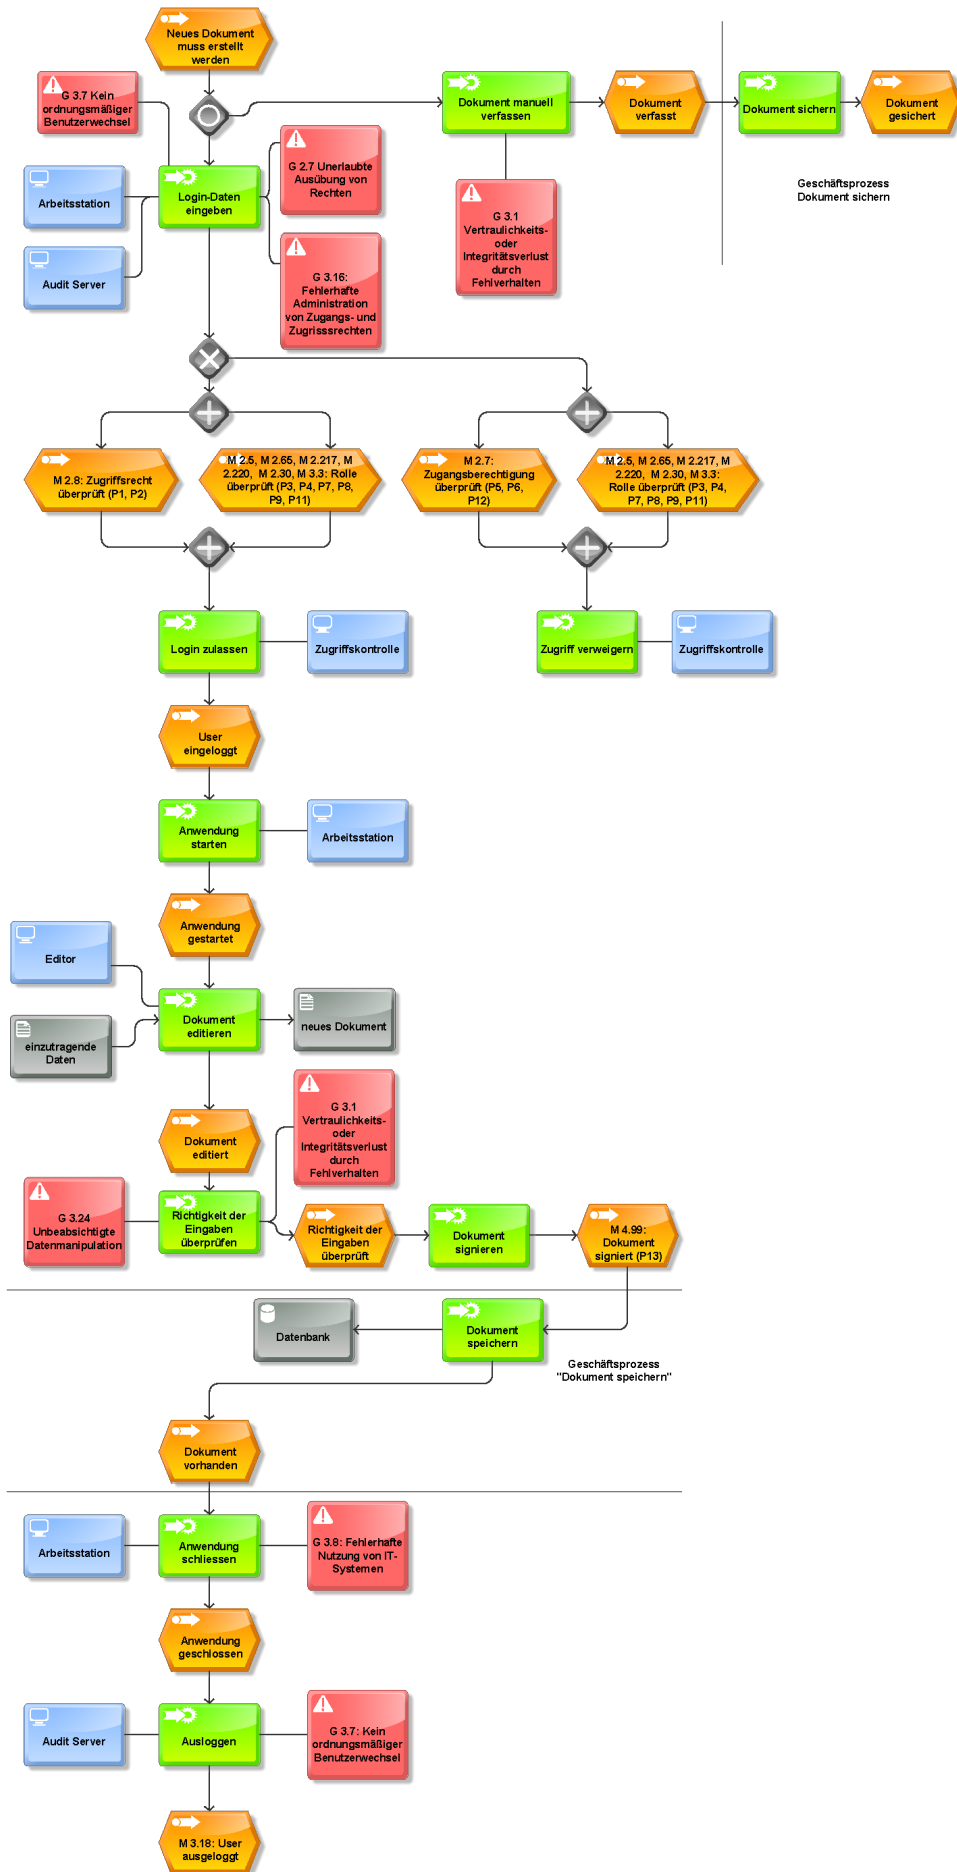 Neues Dokument
muss erstellt
werden
G 3.7 Kein
ordnungsmäßiger
Benutzerwechsel
Dokument manuell
verfassen
Dokument
verfasst
Dokument sichern
Dokument
gesichert
G 2.7 Unerlaubte
Ausübung von
Rechten
Arbeitsstation
Login-Daten
eingeben
G 3.1
Vertraulichkeits-
oder
Integritätsverlust
durch
Fehlverhalten
Geschäftsprozess
Dokument sichern
Audit Server
G 3.16:
Fehlerhafte
Administration
von Zugangs- und
Zugrisssrechten
M 2.8: Zugriffsrecht
überprüft (P1, P2)
M 2.5, M 2.65, M 2.217, M
2.220, M 2.30, M 3.3: Rolle
überprüft (P3, P4, P7, P8,
P9, P11)
M 2.7:
Zugangsberechtigung
überprüft (P5, P6,
P12)
M 2.5, M 2.65, M 2.217, M
2.220, M 2.30, M 3.3:
Rolle überprüft (P3, P4,
P7, P8, P9, P11)
Login zulassen
Zugriffskontrolle
Zugriff verweigern
Zugriffskontrolle
User
eingeloggt
Anwendung
starten
Arbeitsstation
Anwendung
gestartet
Editor
Dokument
editieren
neues Dokument
einzutragende
Daten
G 3.1
Vertraulichkeits-
oder
Integritätsverlust
durch
Fehlverhalten
Dokument
editiert
G 3.24
Unbeabsichtigte
Datenmanipulation
Richtigkeit der
Eingaben
überprüfen
Richtigkeit der
Eingaben
überprüft
Dokument
signieren
M 4.99:
Dokument
signiert (P13)
Datenbank
Dokument
speichern
Geschäftsprozess
"Dokument speichern"
Dokument
vorhanden
Arbeitsstation
Anwendung
schliessen
G 3.8: Fehlerhafte
Nutzung von IT-
Systemen
Anwendung
geschlossen
Audit Server
Ausloggen
G 3.7: Kein
ordnungsmäßiger
Benutzerwechsel
M 3.18: User
ausgeloggt